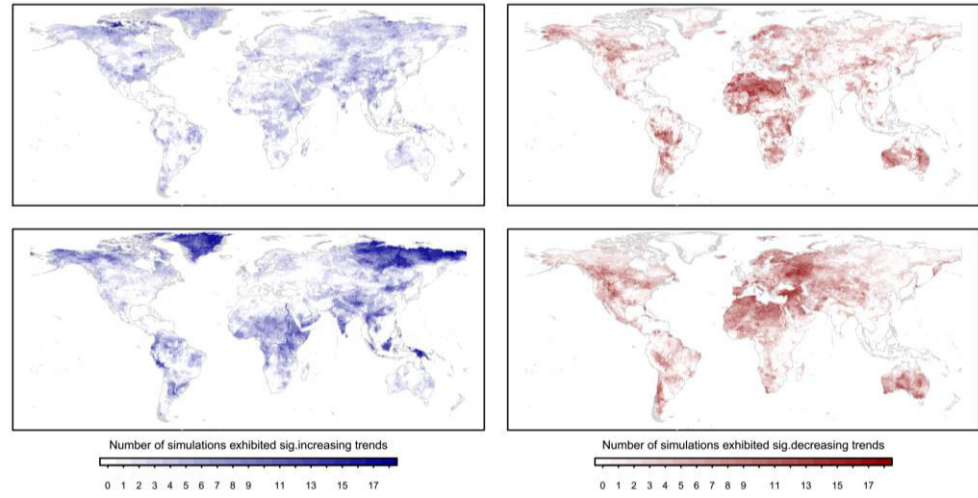 Number of simulations exhibited sig.increasing trends
0 1 2 3 4 5 6 7 8 9 11 13 15 17
Number of simulations exhibited sig.decreasing trends
0 1 2 3 4 5 6 7 8 9 11 13 15 17